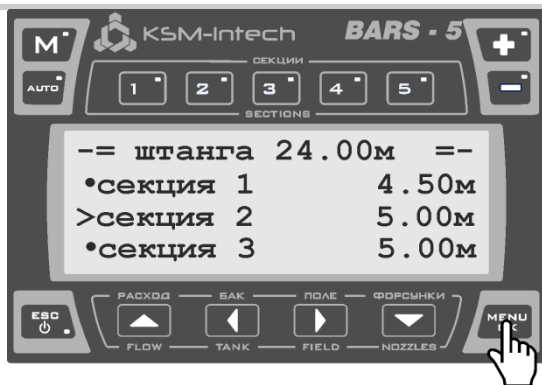 M KSM-Intech BARS - 5 +
AUTO СЕКЦИИ -
1 2 3 4 5
SECTIONS
-= штанга 24.00м =-
•секция 1 4.50м
>секция 2 5.00м
•секция 3 5.00м
РАСХОД БАК ПОЛЕ ФОРСУНКИ
ESC MENU
FLOW TANK FIELD NOZZLES